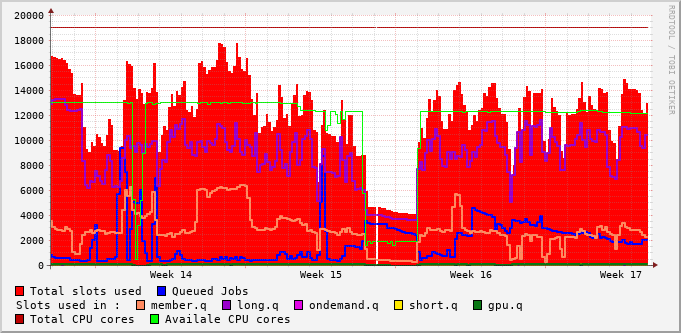 20000
18000
16000
14000
12000
10000
8000
6000
4000
2000
0
Week 14 Week 15 Week 16 Week 17
Total slots used Queued Jobs
Slots used in : member.q long.q ondemand.q short.q gpu.q
Total CPU cores Availale CPU cores
RRDTOOL / TOBI OETIKER